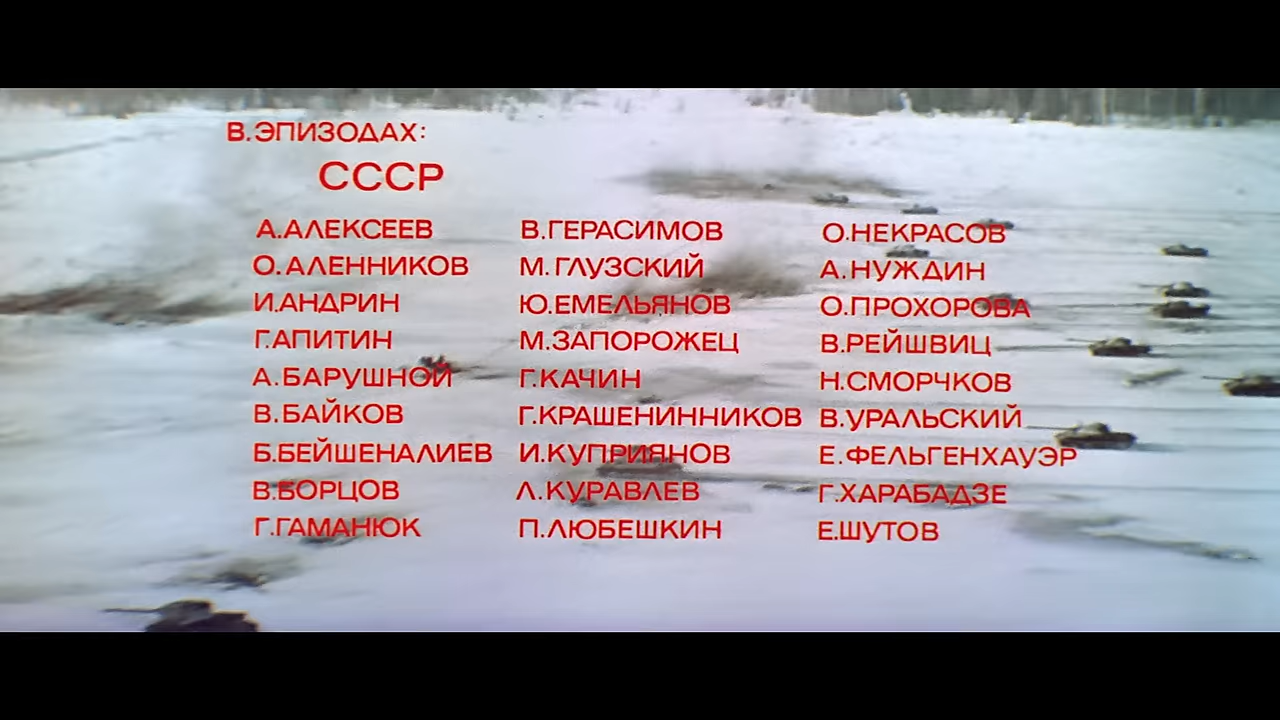 В.ЭПИЗОДАХ:
СССР
А.АЛЕКСЕЕВ
О.АЛЕННИКОВ
И.АНДРИН
Г.АПИТИН
А.БАРУШНОЙ
В.БАЙКОВ
Б.БЕЙШЕНАЛИЕВ
В.БОРЦОВ
Г.ГАМАНЮК
В.ГЕРАСИМОВ
М.ГЛУЗСКИЙ
Ю.ЕМЕЛЬЯНОВ
М.ЗАПОРОЖЕЦ
Г.КАЧИН
Г.КРАШЕНИННИКОВ
И.КУПРИЯНОВ
Л.КУРАВЛЕВ
П.ЛЮБЕШКИН
О.НЕКРАСОВ
А.НУЖДИН
О.ПРОХОРОВА
В.РЕЙШВИЦ
Н.СМОРЧКОВ
В.УРАЛЬСКИЙ
Е.ФЕЛЬГЕНХАУЭР
Г.ХАРАБАДЗЕ
Е.ШУТОВ